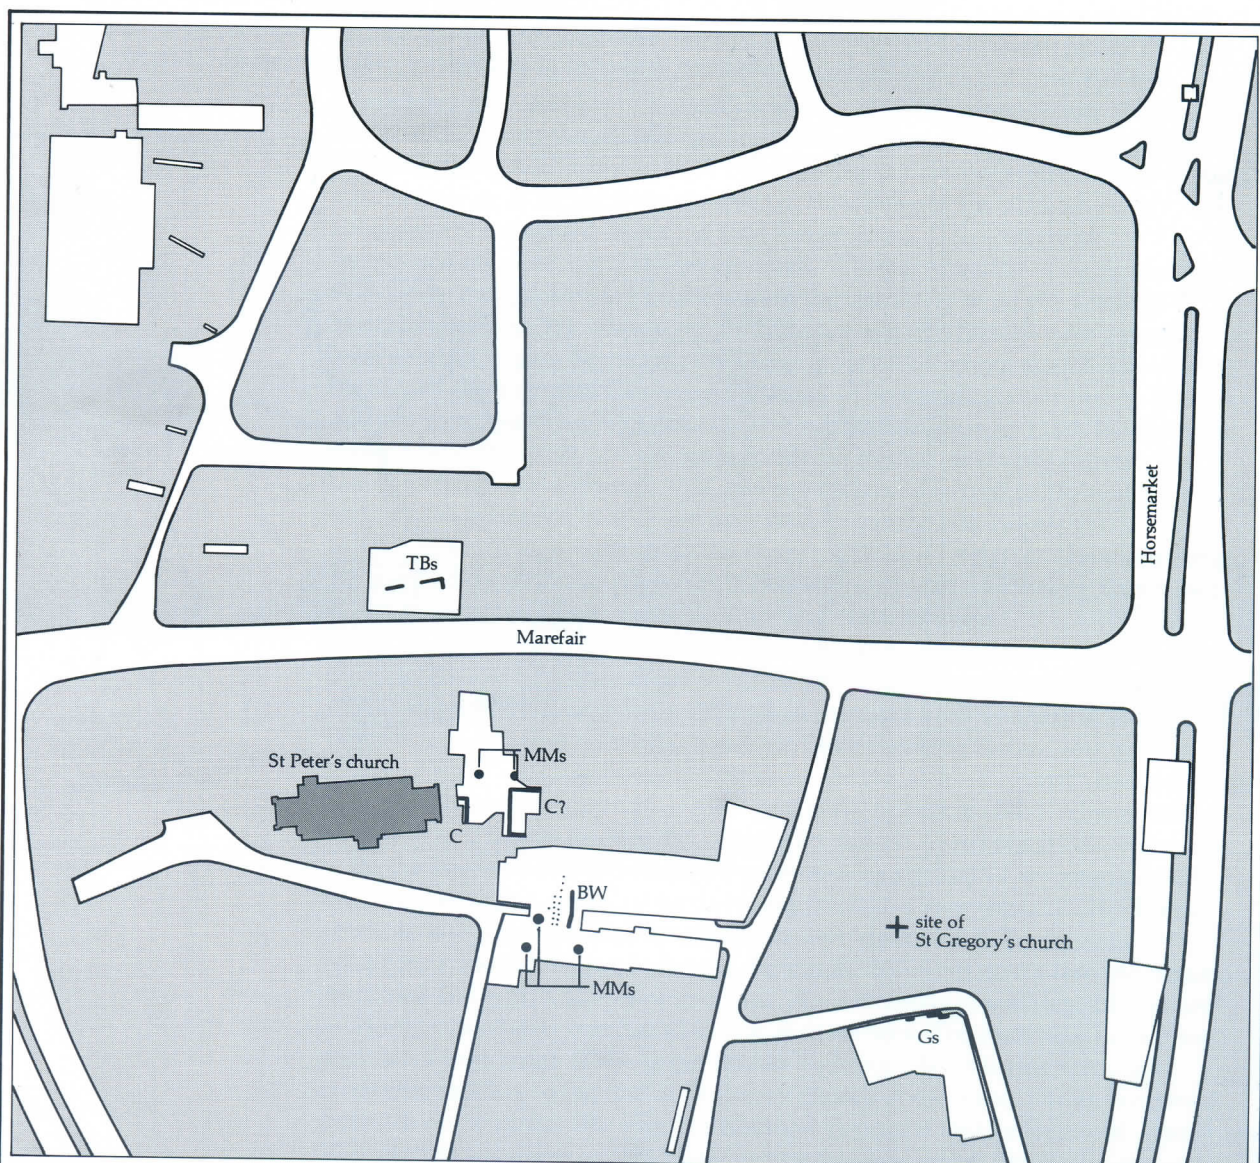 Horsemarket
TBs
Marefair
MMs
St Peter's church
C?
C
BW
site of
St Gregory's church
MMs
Gs